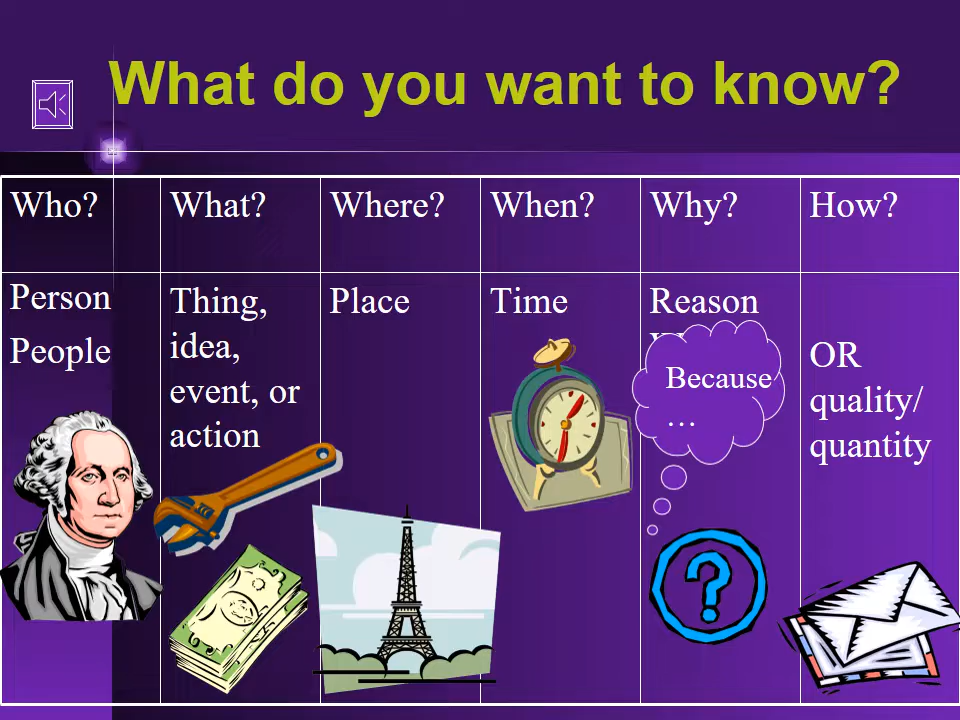 What do you want to know?
Who?
What?
Where?
When?
Why?
How?
Person
People
Thing,
idea,
event, or
action
Place
Time
Reason
Because
…
OR
quality/
quantity
?